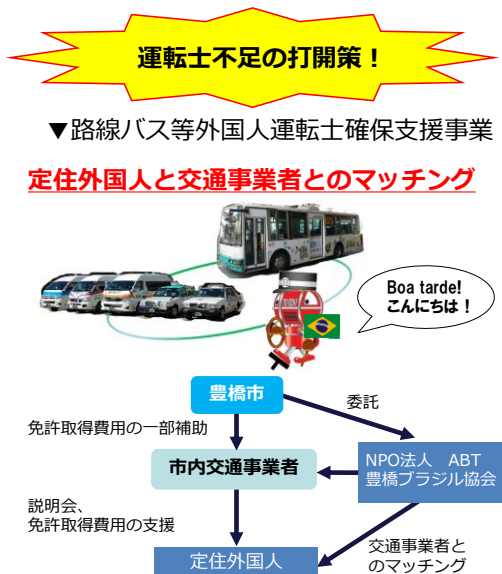 運転士不足の打開策！
▼路線バス等外国人運転士確保支援事業
定住外国人と交通事業者とのマッチング
Boa tarde!
こんにちは！
豊橋市
委託
免許取得費用の一部補助
市内交通事業者
NPO法人　ABT
豊橋ブラジル協会
説明会、
免許取得費用の支援
定住外国人
交通事業者と
のマッチング